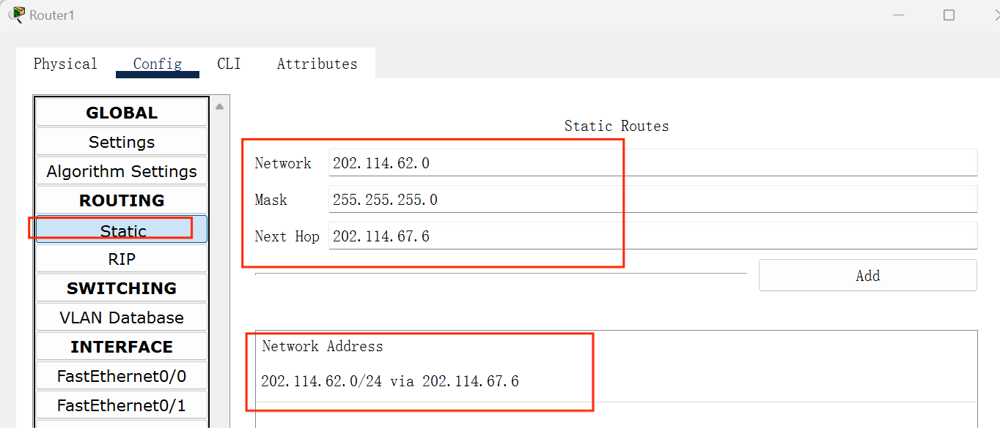 Router1
Physical Config CLI Attributes
GLOBAL
Settings
Algorithm Settings
ROUTING
Static
RIP
SWITCHING
VLAN Database
INTERFACE
FastEthernet0/0
FastEthernet0/1
Static Routes
Network 202.114.62.0
Mask 255.255.255.0
Next Hop 202.114.67.6
Add
Network Address
202.114.62.0/24 via 202.114.67.6